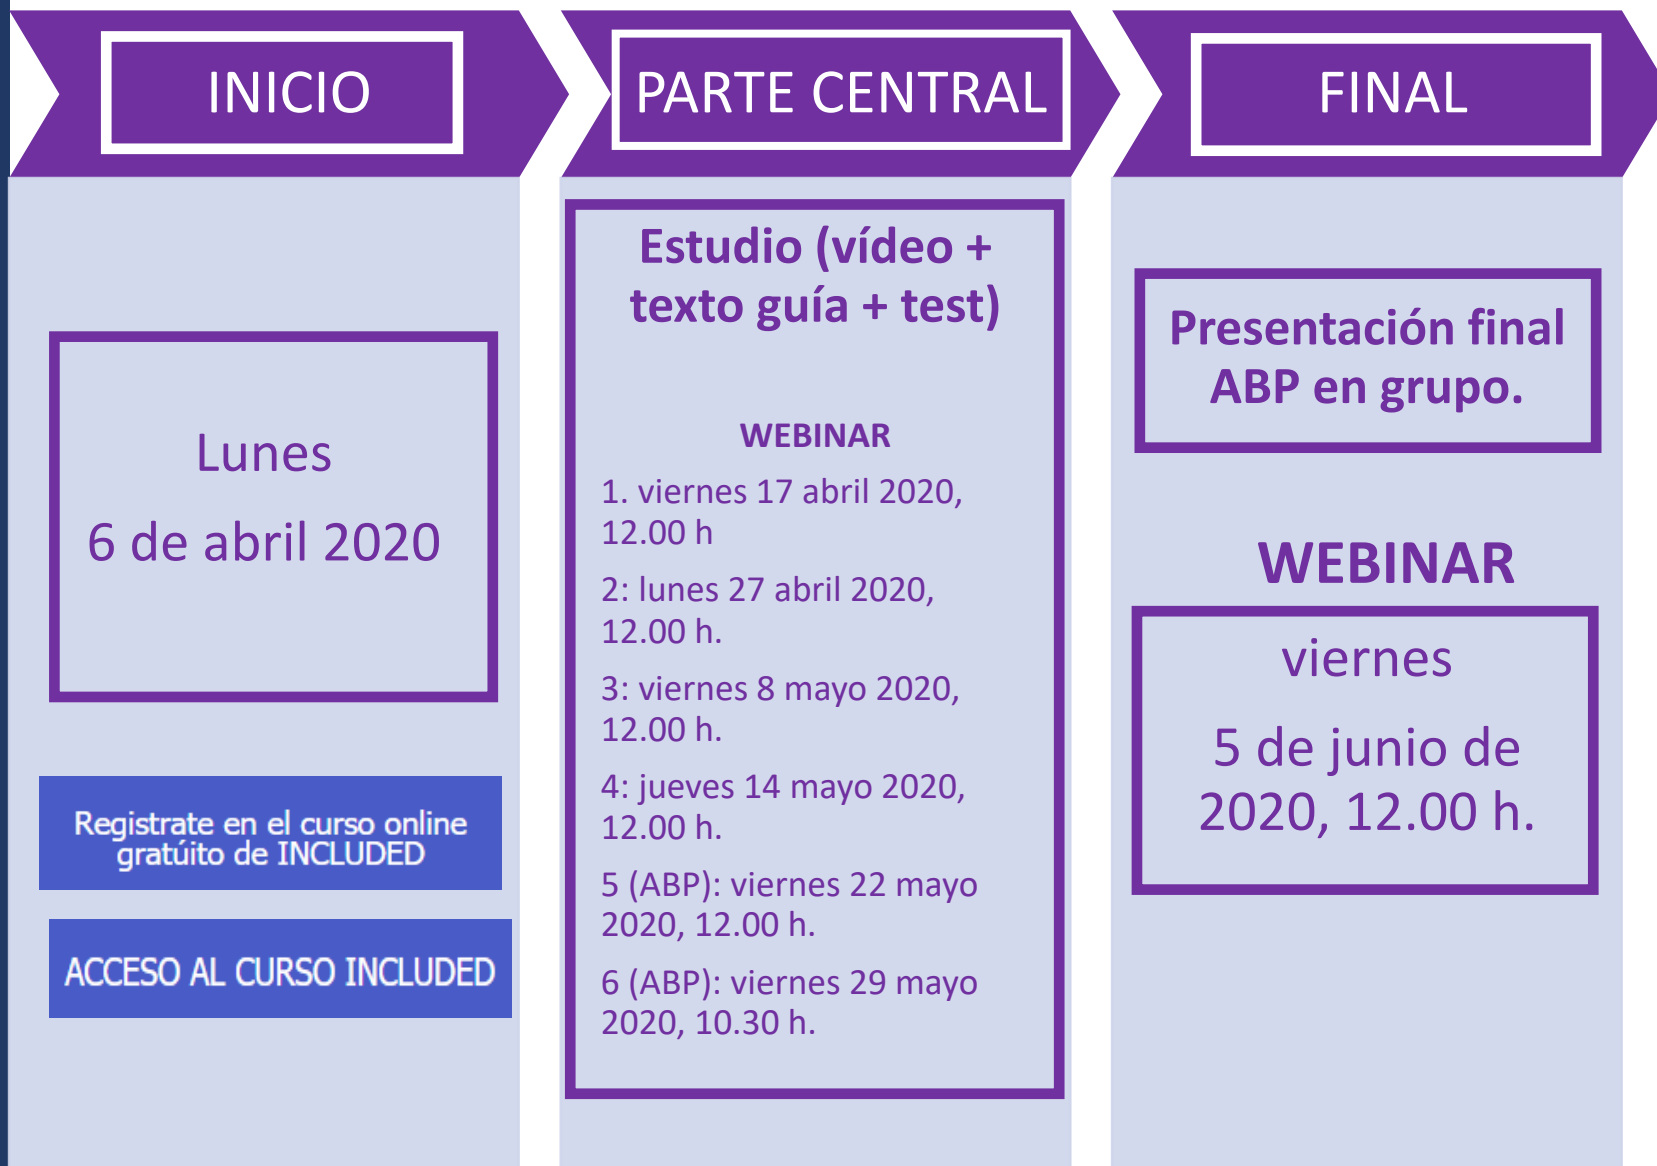 INICIO
Lunes
6 de abril 2020
Registrate en el curso online
gratúito de INCLUDED
ACCESO AL CURSO INCLUDED
PARTE CENTRAL
Estudio (vídeo +
texto guía + test)
WEBINAR
1. viernes 17 abril 2020,
12.00 h
2: lunes 27 abril 2020,
12.00 h.
3: viernes 8 mayo 2020,
12.00 h.
4: jueves 14 mayo 2020,
12.00 h.
5 (ABP): viernes 22 mayo
2020, 12.00 h.
6 (ABP): viernes 29 mayo
2020, 10.30 h.
FINAL
Presentación final
ABP en grupo.
WEBINAR
viernes
5 de junio de
2020, 12.00 h.